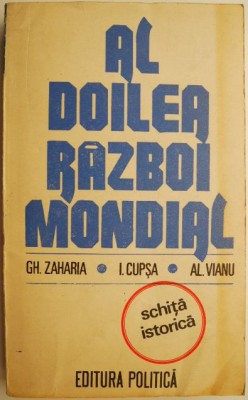 AL
DOILEA
RĂZBOI
MONDIAL
GH. ZAHARIA • I. CUPȘA • AL. VIANU
schiță
istorică
EDITURA POLITICĂ